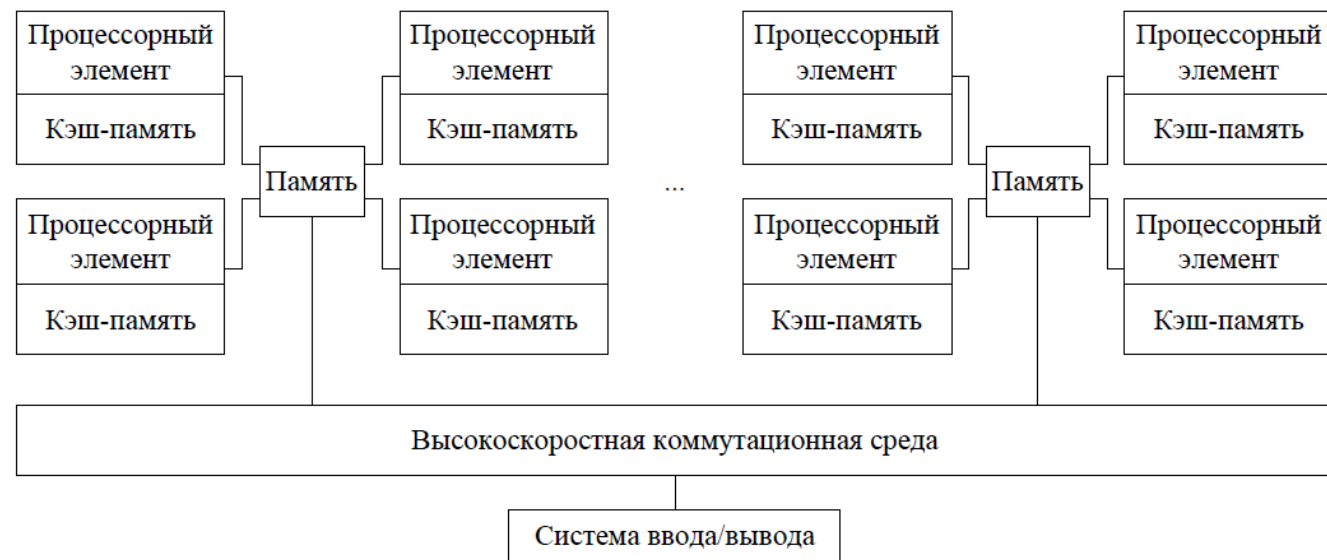 Процессорный
элемент
Кэш-память
Процессорный
элемент
Кэш-память
Процессорный
элемент
Кэш-память
Процессорный
элемент
Кэш-память
Память
...
Память
Процессорный
элемент
Кэш-память
Процессорный
элемент
Кэш-память
Процессорный
элемент
Кэш-память
Процессорный
элемент
Кэш-память
Высокоскоростная коммутационная среда
Система ввода/вывода